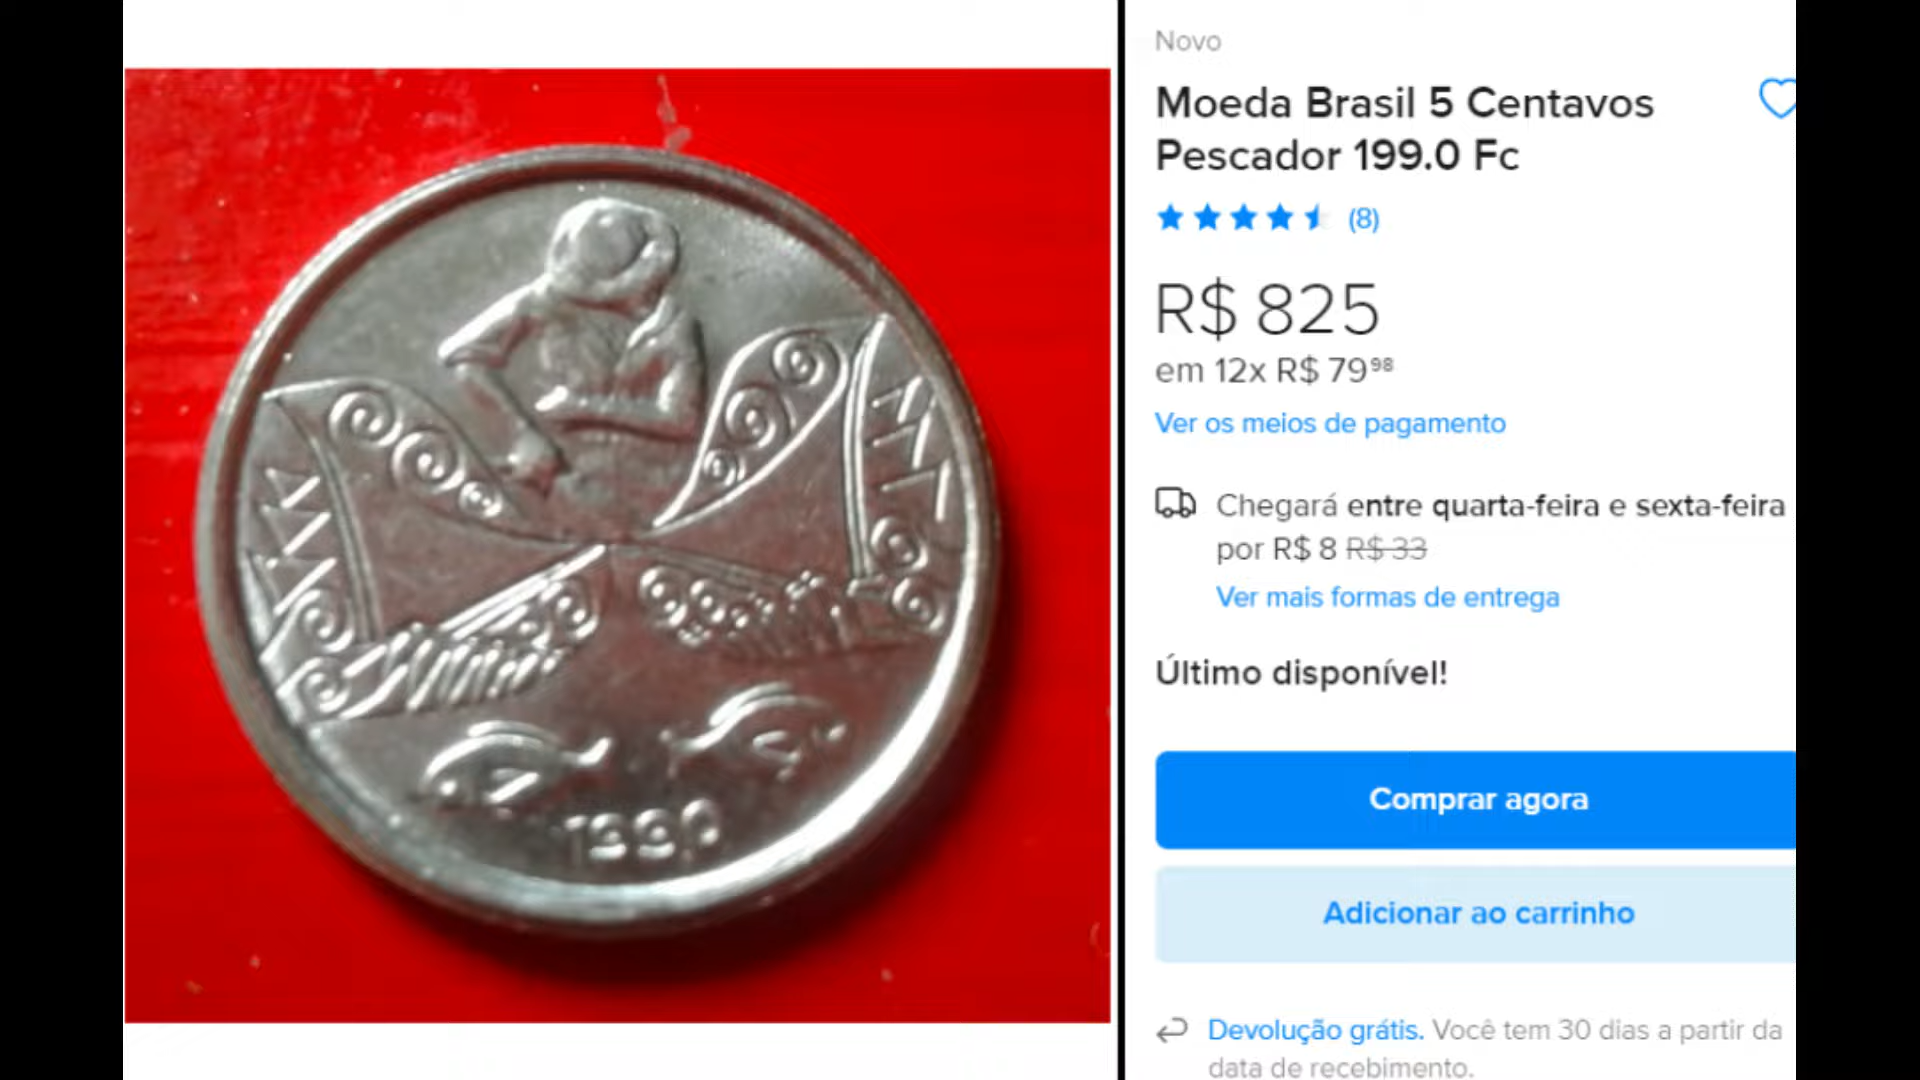 1990
Novo
Moeda Brasil 5 Centavos
Pescador 199.0 Fc
(8)
R$ 825
em 12x R$ 79⁹⁸
Ver os meios de pagamento
Chegará entre quarta-feira e sexta-feira
por R$ 8 R$ 33
Ver mais formas de entrega
Último disponível!
Comprar agora
Adicionar ao carrinho
Devolução grátis. Você tem 30 dias a partir da
data de recebimento.